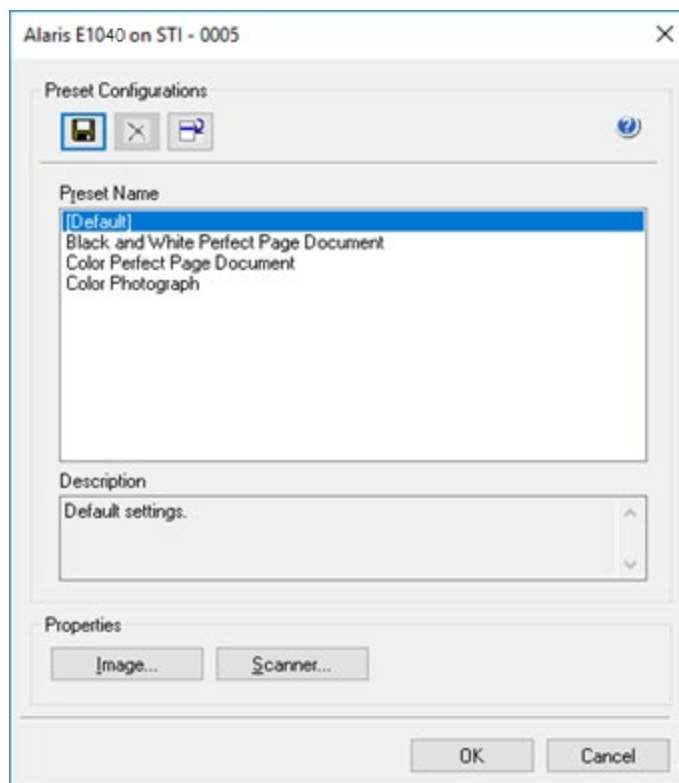 Alaris E1040 on STI - 0005
Preset Configurations
Preset Name
[Default]
Black and White Perfect Page Document
Color Perfect Page Document
Color Photograph
Description
Default settings.
Properties
Image...
Scanner...
OK
Cancel